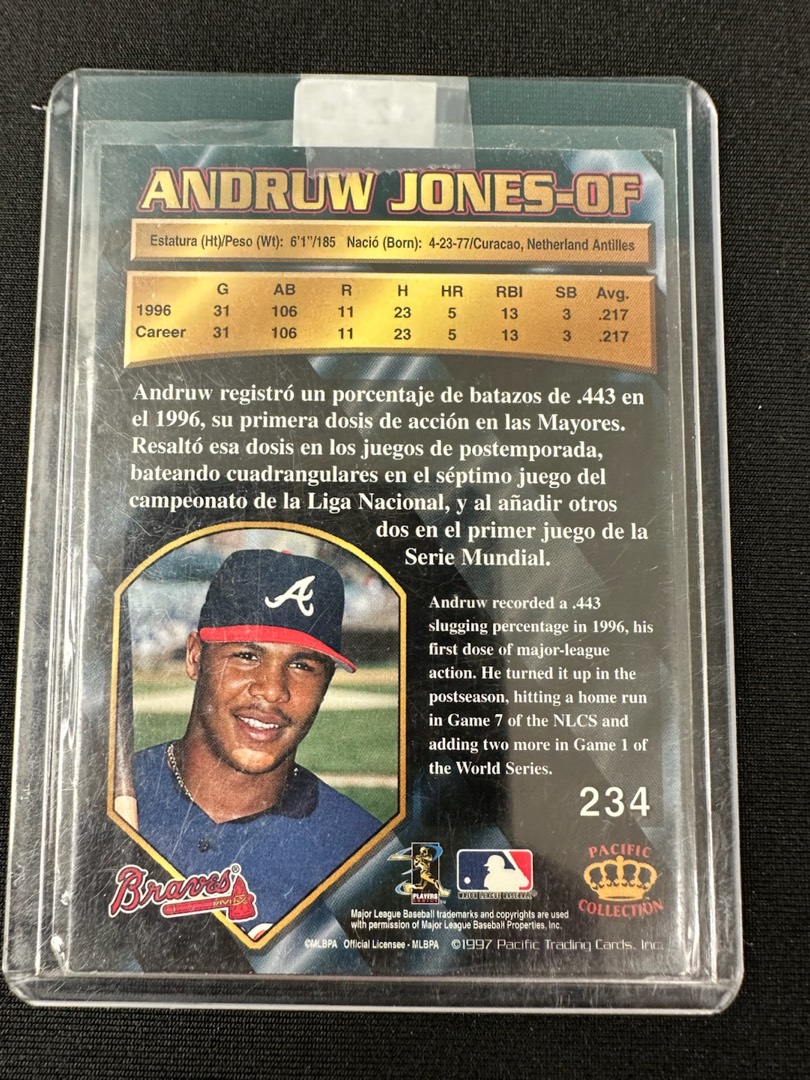 ANDRUW JONES-OF
Estatura (Ht)/Peso (Wt): 6'1"/185 Nació (Born): 4-23-77/Curacao, Netherland Antilles
G AB R H HR RBI SB Avg.
1996 31 106 11 23 5 13 3 .217
Career 31 106 11 23 5 13 3 .217
Andruw registró un porcentaje de batazos de .443 en
el 1996, su primera dosis de acción en las Mayores.
Resaltó esa dosis en los juegos de postemporada,
bateando cuadrangulares en el séptimo juego del
campeonato de la Liga Nacional, y al añadir otros
dos en el primer juego de la
Serie Mundial.
Andruw recorded a .443
slugging percentage in 1996, his
first dose of major-league
action. He turned it up in the
postseason, hitting a home run
in Game 7 of the NLCS and
adding two more in Game 1 of
the World Series.
234
A
Braves®
PLAYERS
CHOICE
MAJOR LEAGUE BASEBALL
PACIFIC
COLLECTION
Major League Baseball trademarks and copyrights are used
with permission of Major League Baseball Properties, Inc.
©MLBPA Official Licensee - MLBPA ©1997 Pacific Trading Cards, Inc.